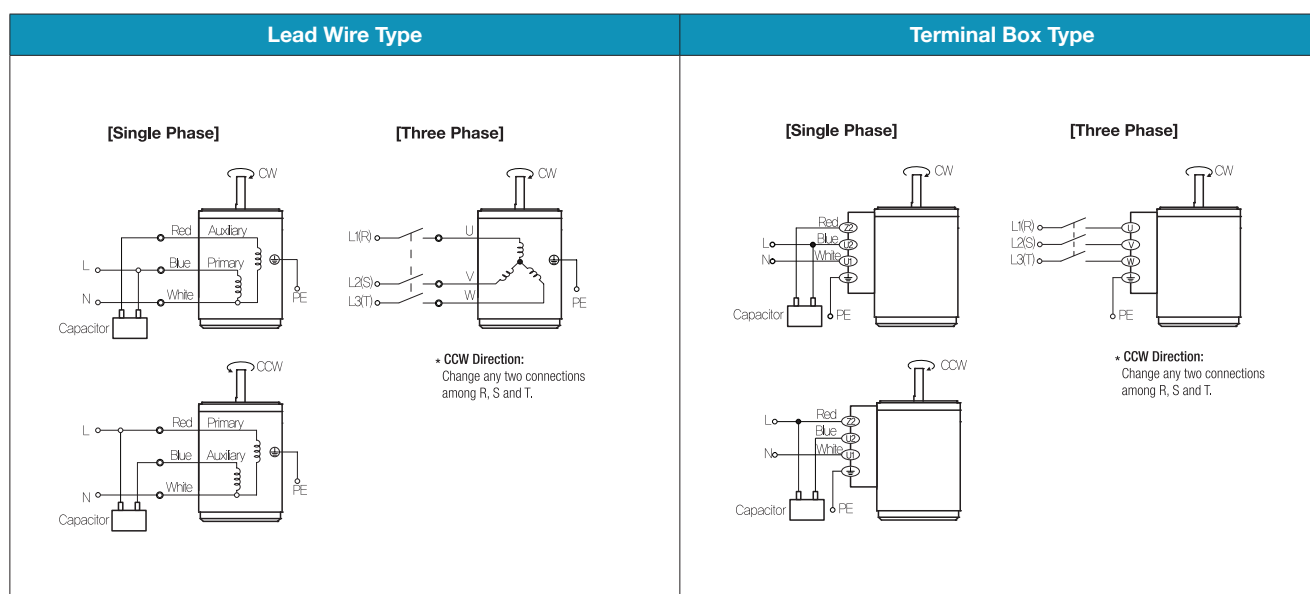 Lead Wire Type
[Single Phase]
CW
Red Auxiliary
L Blue Primary
N White
PE
Capacitor
CCW
L Red Primary
Blue Auxiliary
N White
PE
Capacitor
[Three Phase]
CW
L1(R) U
L2(S) V
L3(T) W
PE
* CCW Direction:
Change any two connections
among R, S and T.
Terminal Box Type
[Single Phase]
CW
Red Z2
L Blue U2
N White U1
Capacitor PE
CCW
L Red Z2
Blue U2
N White U1
Capacitor PE
[Three Phase]
CW
L1(R) U
L2(S) V
L3(T) W
PE
* CCW Direction:
Change any two connections
among R, S and T.